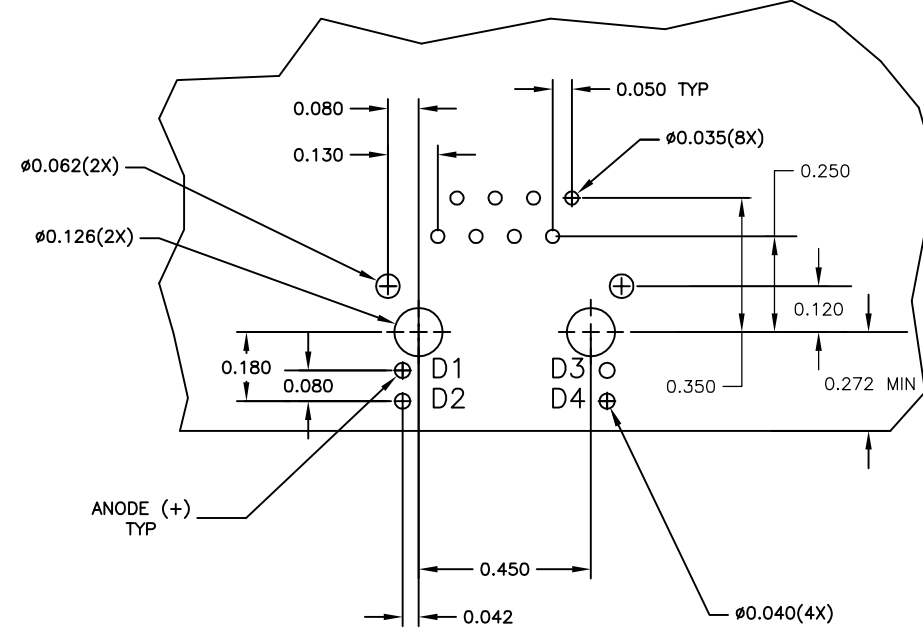 0.050 TYP
0.080
ø0.035(8X)
0.130
ø0.062(2X)
0.250
ø0.126(2X)
0.120
0.180
D1
D3
0.080
0.350
0.272 MIN
D2
D4
ANODE (+)
TYP
0.450
0.042
ø0.040(4X)